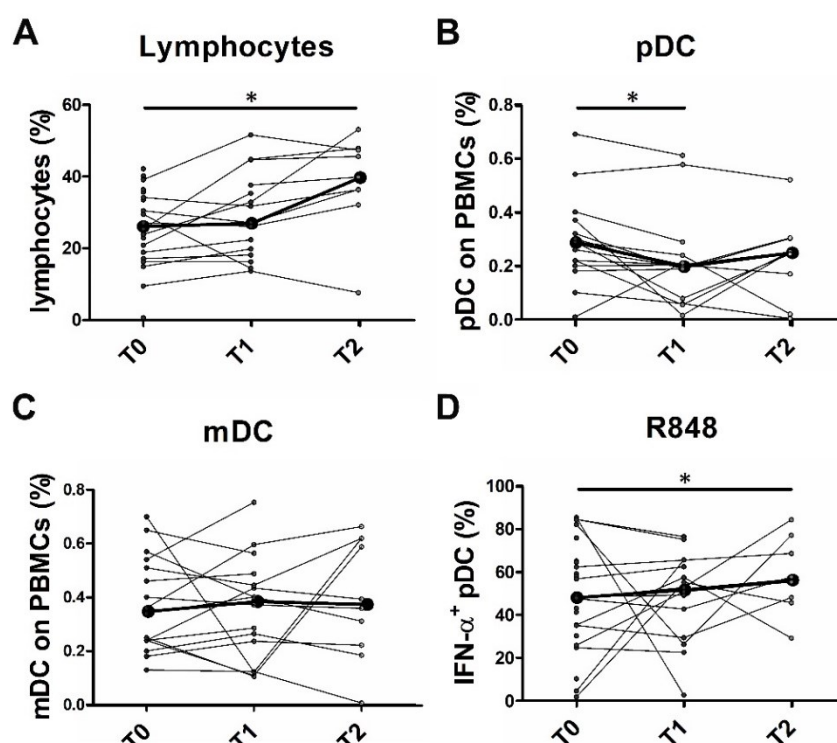 A
Lymphocytes
*
lymphocytes (%)
60
40
20
0
T0
T1
T2
B
pDC
*
pDC on PBMCs (%)
0.8
0.6
0.4
0.2
0.0
T0
T1
T2
C
mDC
mDC on PBMCs (%)
0.8
0.6
0.4
0.2
0.0
T0
T1
T2
D
R848
*
IFN-α⁺ pDC (%)
100
80
60
40
20
0
T0
T1
T2